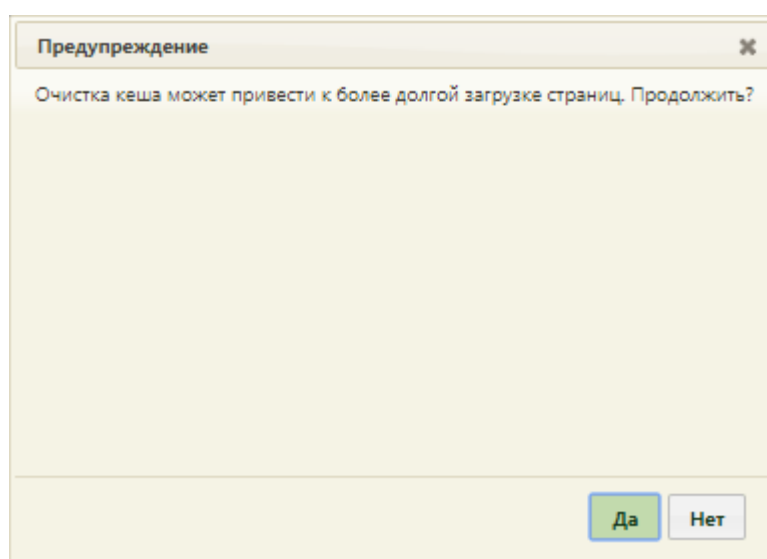 Предупреждение
Очистка кеша может привести к более долгой загрузке страниц. Продолжить?
Да Нет